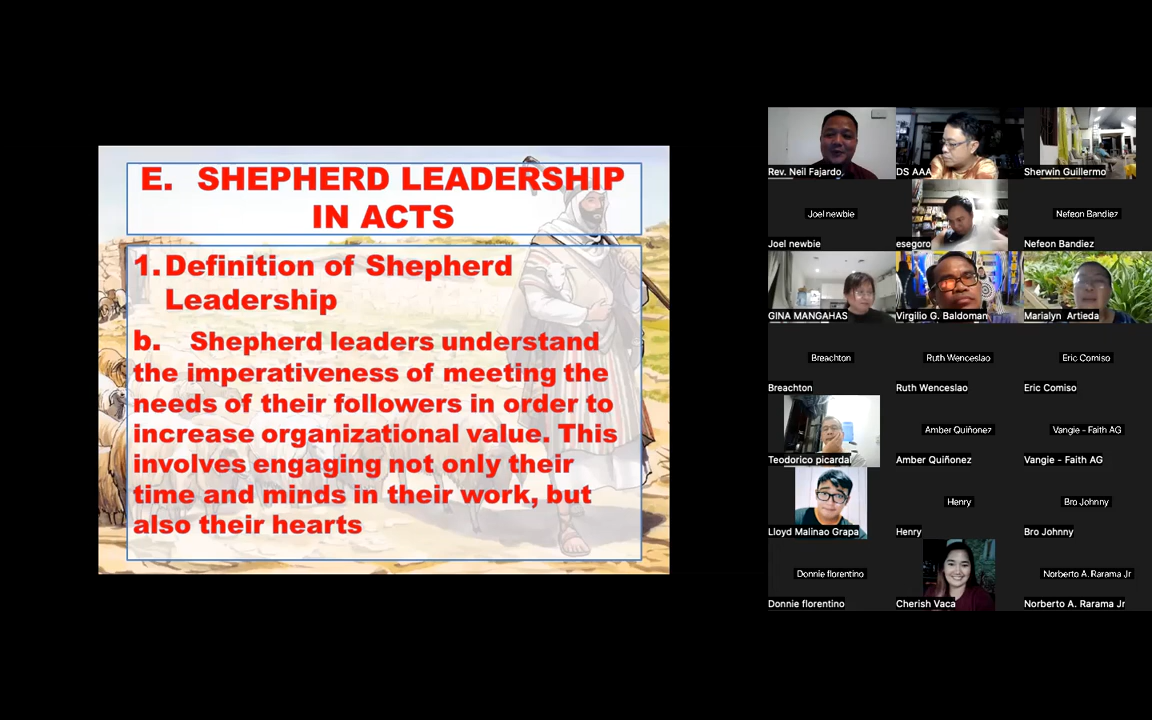 E. SHEPHERD LEADERSHIP
IN ACTS
1. Definition of Shepherd
Leadership
b. Shepherd leaders understand
the imperativeness of meeting the
needs of their followers in order to
increase organizational value. This
involves engaging not only their
time and minds in their work, but
also their hearts
Rev. Neil Fajardo,
DS AAA
Sherwin Guillermo
Joel newbie
Joel newbie
esegoro
Nefeon Bandiez
Nefeon Bandiez
GINA MANGAHAS
Virgilio G. Baldoman
Marialyn Artieda
Breachton
Breachton
Ruth Wenceslao
Ruth Wenceslao
Eric Comiso
Eric Comiso
Teodorico picardal
Amber Quiñonez
Amber Quiñonez
Vangie - Faith AG
Vangie - Faith AG
Lloyd Malinao Grapa
Henry
Henry
Bro Johnny
Bro Johnny
Donnie florentino
Donnie florentino
Cherish Vaca
Norberto A. Rarama Jr
Norberto A. Rarama Jr